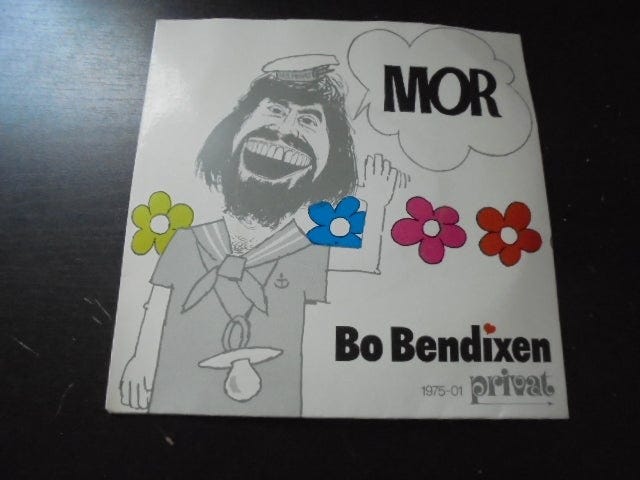 MOR
Bo Bendixen
1975-01 privat